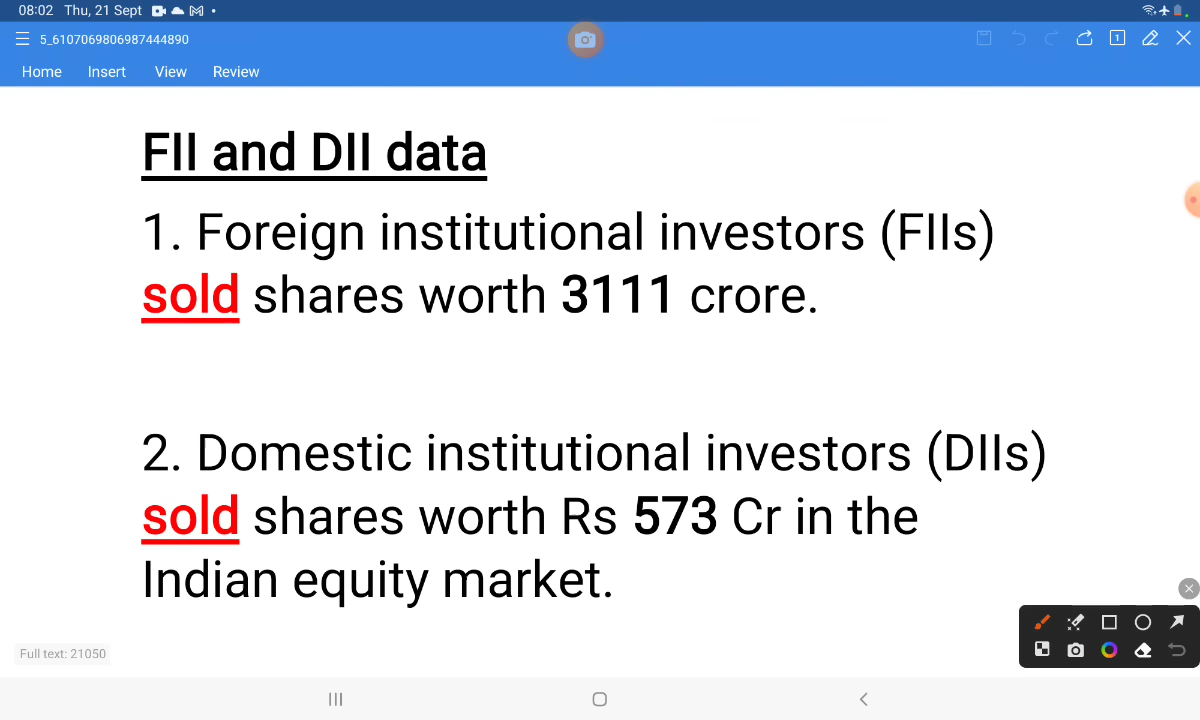 08:02 Thu, 21 Sept
5_6107069806987444890
1
Home Insert View Review
FII and DII data
1. Foreign institutional investors (FIIs)
sold shares worth 3111 crore.
2. Domestic institutional investors (DIIs)
sold shares worth Rs 573 Cr in the
Indian equity market.
Full text: 21050